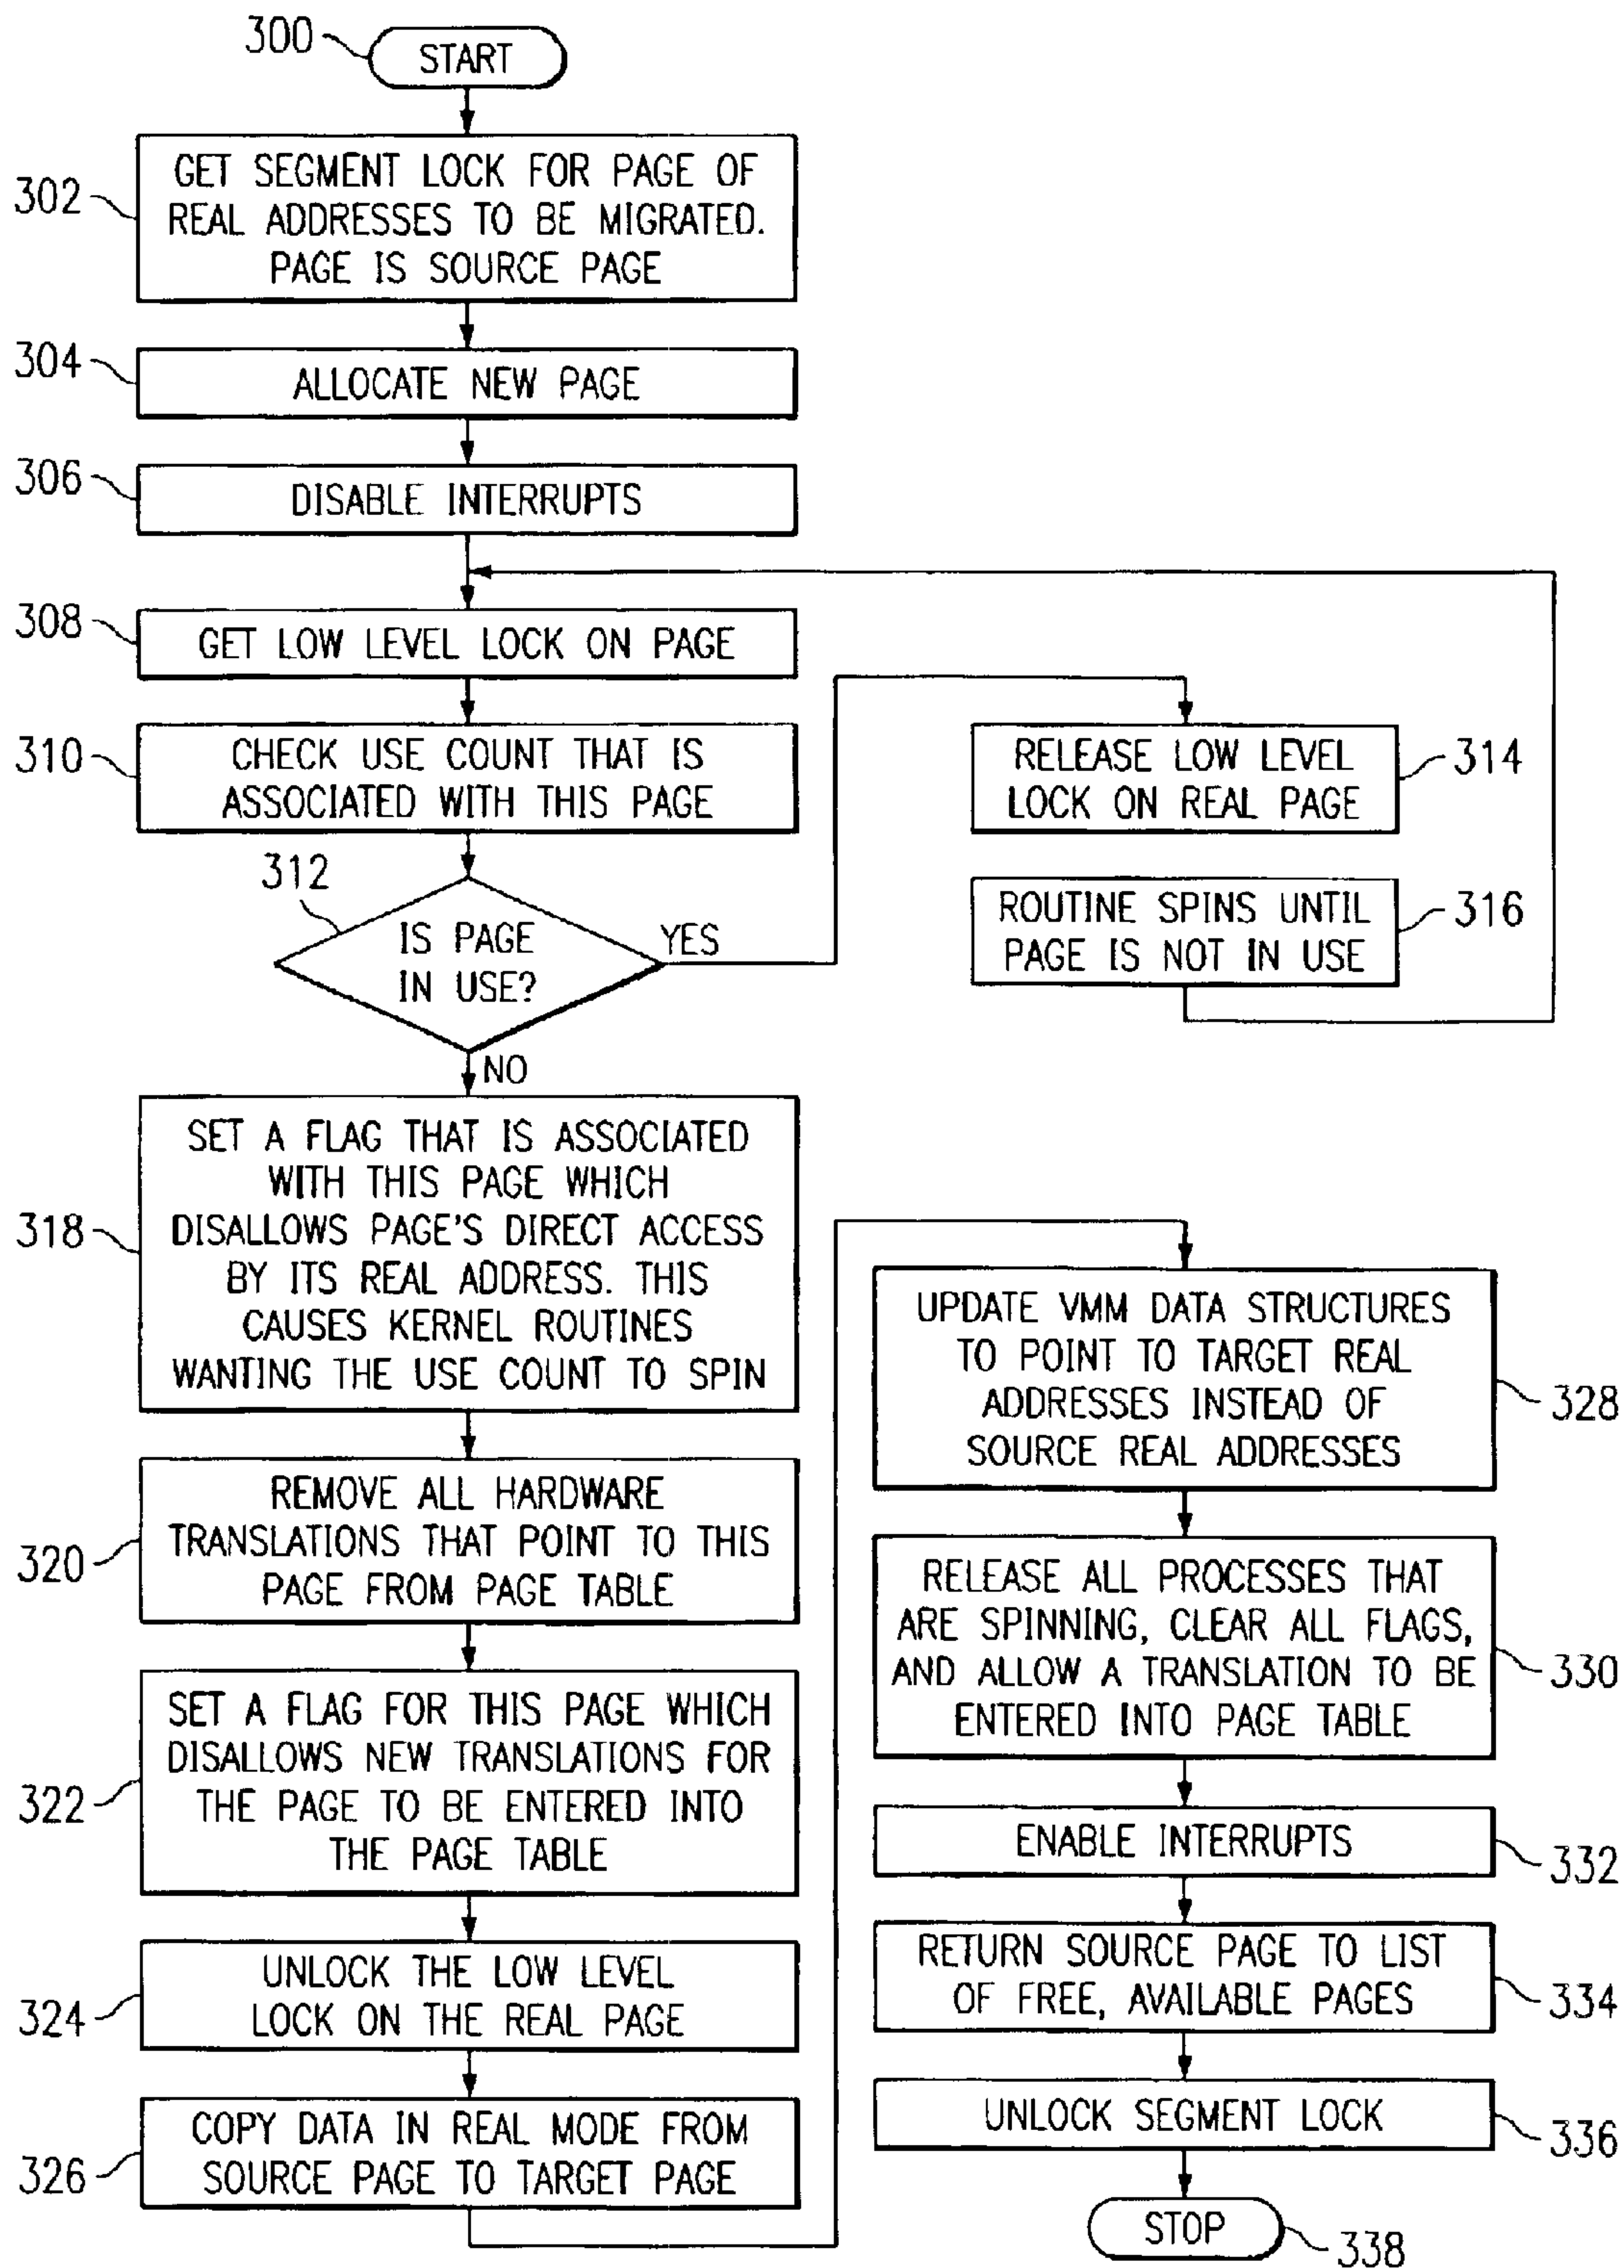 300
START
302
GET SEGMENT LOCK FOR PAGE OF
REAL ADDRESSES TO BE MIGRATED.
PAGE IS SOURCE PAGE
304
ALLOCATE NEW PAGE
306
DISABLE INTERRUPTS
308
GET LOW LEVEL LOCK ON PAGE
310
CHECK USE COUNT THAT IS
ASSOCIATED WITH THIS PAGE
312
IS PAGE
IN USE?
YES
NO
RELEASE LOW LEVEL
LOCK ON REAL PAGE
314
ROUTINE SPINS UNTIL
PAGE IS NOT IN USE
316
318
SET A FLAG THAT IS ASSOCIATED
WITH THIS PAGE WHICH
DISALLOWS PAGE'S DIRECT ACCESS
BY ITS REAL ADDRESS. THIS
CAUSES KERNEL ROUTINES
WANTING THE USE COUNT TO SPIN
320
REMOVE ALL HARDWARE
TRANSLATIONS THAT POINT TO THIS
PAGE FROM PAGE TABLE
322
SET A FLAG FOR THIS PAGE WHICH
DISALLOWS NEW TRANSLATIONS FOR
THE PAGE TO BE ENTERED INTO
THE PAGE TABLE
324
UNLOCK THE LOW LEVEL
LOCK ON THE REAL PAGE
326
COPY DATA IN REAL MODE FROM
SOURCE PAGE TO TARGET PAGE
UPDATE VMM DATA STRUCTURES
TO POINT TO TARGET REAL
ADDRESSES INSTEAD OF
SOURCE REAL ADDRESSES
328
RELEASE ALL PROCESSES THAT
ARE SPINNING, CLEAR ALL FLAGS,
AND ALLOW A TRANSLATION TO BE
ENTERED INTO PAGE TABLE
330
ENABLE INTERRUPTS
332
RETURN SOURCE PAGE TO LIST
OF FREE, AVAILABLE PAGES
334
UNLOCK SEGMENT LOCK
336
STOP
338